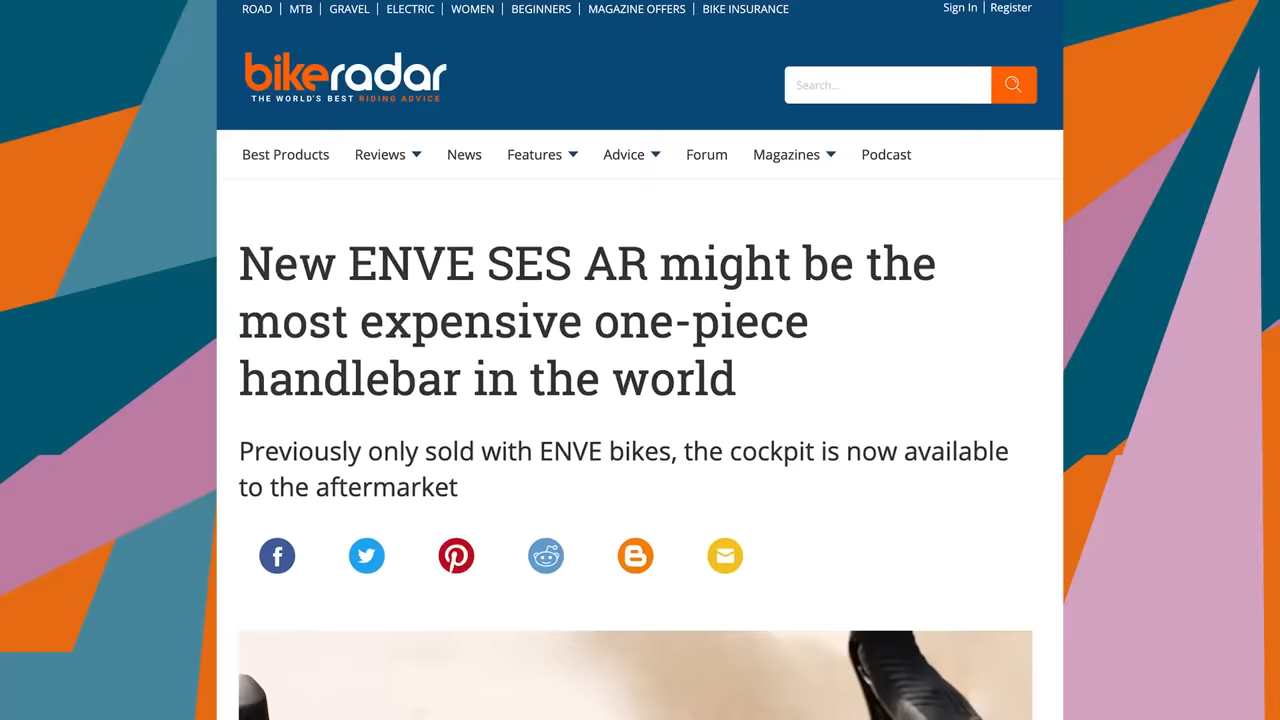 ROAD | MTB | GRAVEL | ELECTRIC | WOMEN | BEGINNERS | MAGAZINE OFFERS | BIKE INSURANCE
Sign In | Register
bikeradar
THE WORLD'S BEST RIDING ADVICE
Search...
Best Products Reviews News Features Advice Forum Magazines Podcast
New ENVE SES AR might be the
most expensive one-piece
handlebar in the world
Previously only sold with ENVE bikes, the cockpit is now available
to the aftermarket